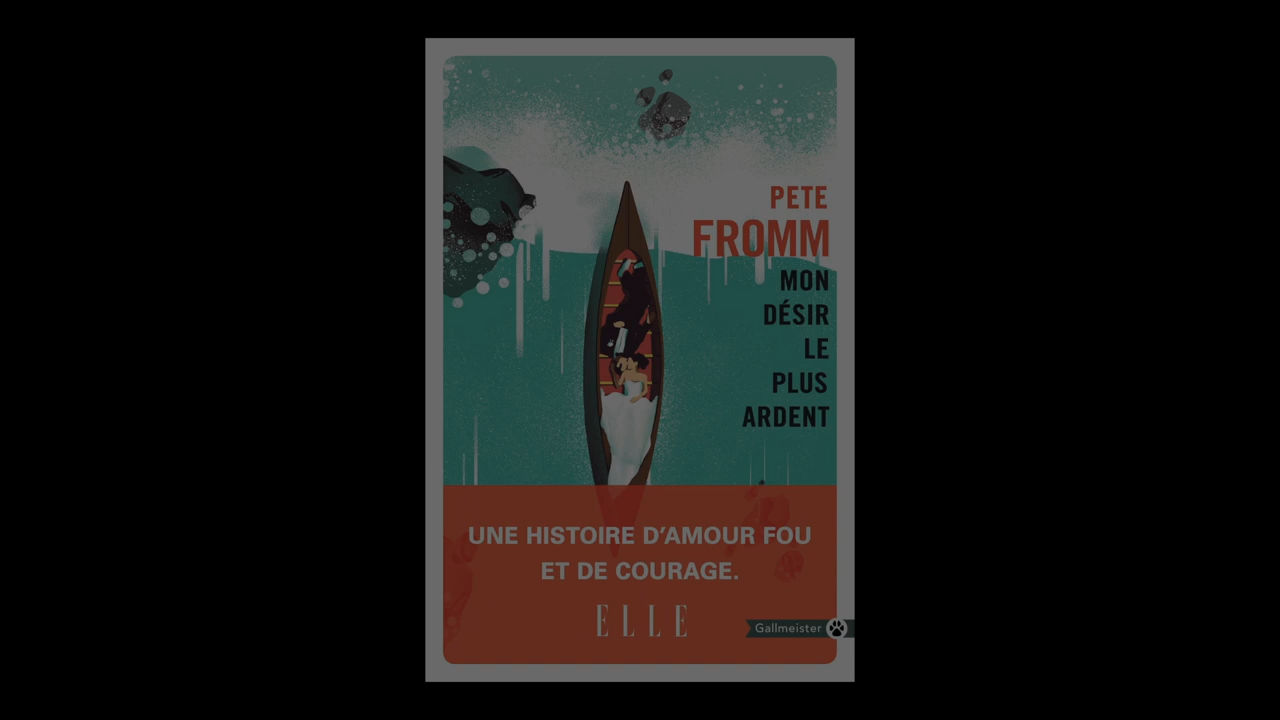 PETE
FROMM
MON
DÉSIR
LE
PLUS
ARDENT
UNE HISTOIRE D’AMOUR FOU
ET DE COURAGE.
ELLE
Gallmeister